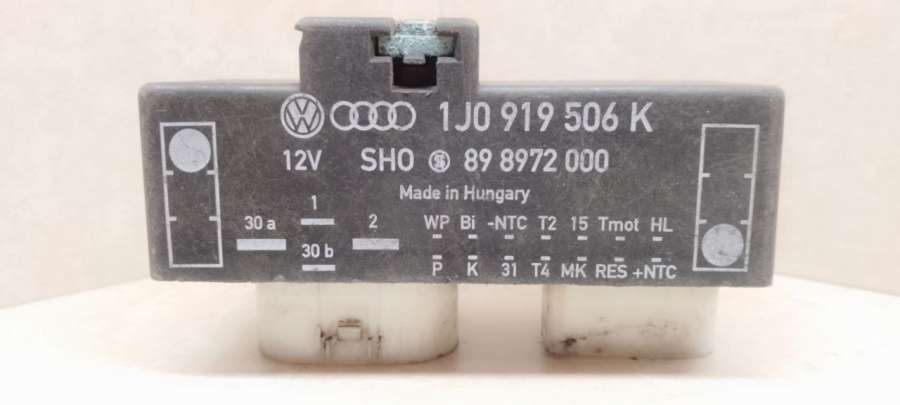 1J0 919 506 K
12V SHO 89 8972 000
Made in Hungary
1
30 a 2
30 b
WP Bi -NTC T2 15 Tmot HL
P K 31 T4 MK RES +NTC